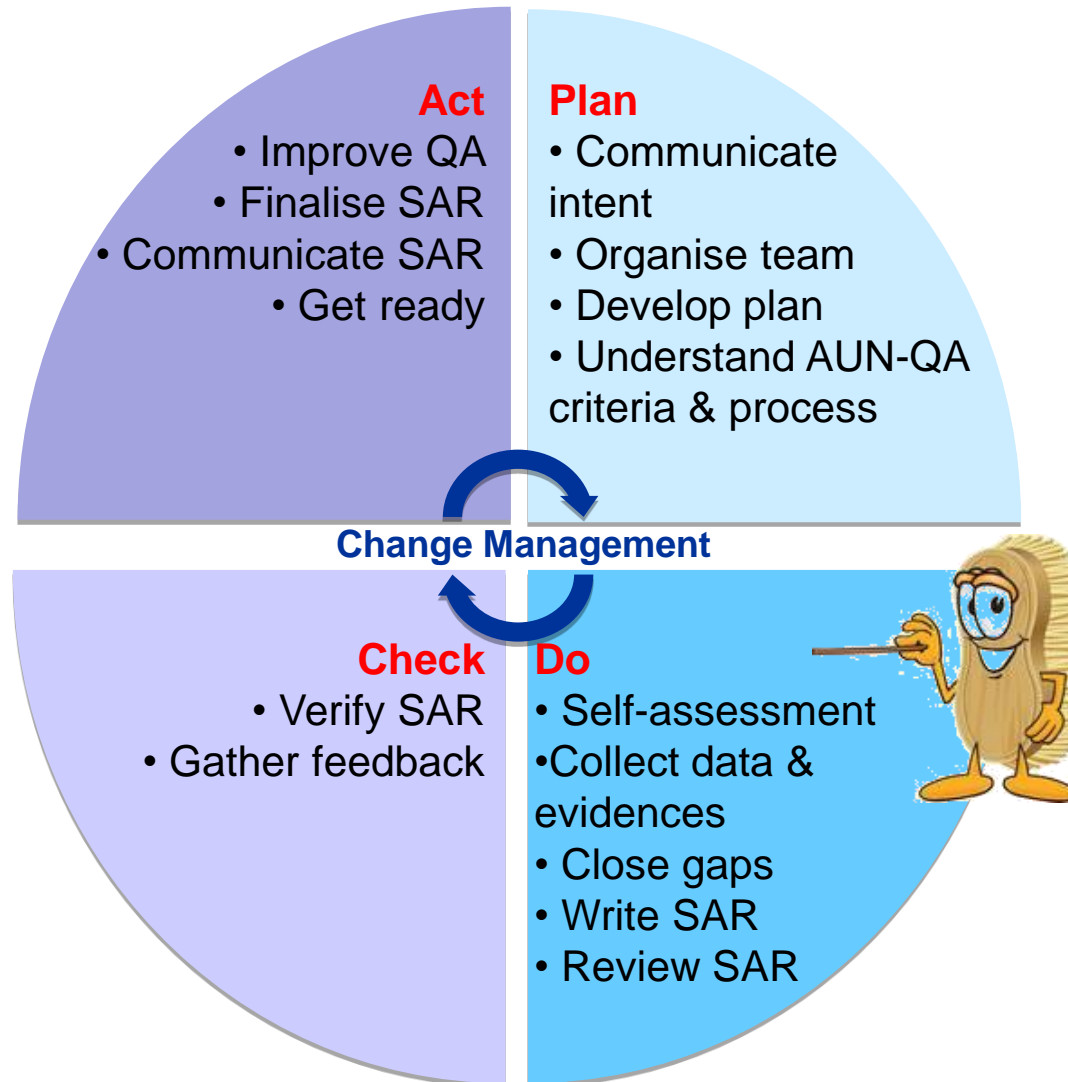 Act
• Improve QA
• Finalise SAR
• Communicate SAR
• Get ready
Plan
• Communicate
intent
• Organise team
• Develop plan
• Understand AUN-QA
criteria & process
Change Management
Check
• Verify SAR
• Gather feedback
Do
• Self-assessment
•Collect data &
evidences
• Close gaps
• Write SAR
• Review SAR